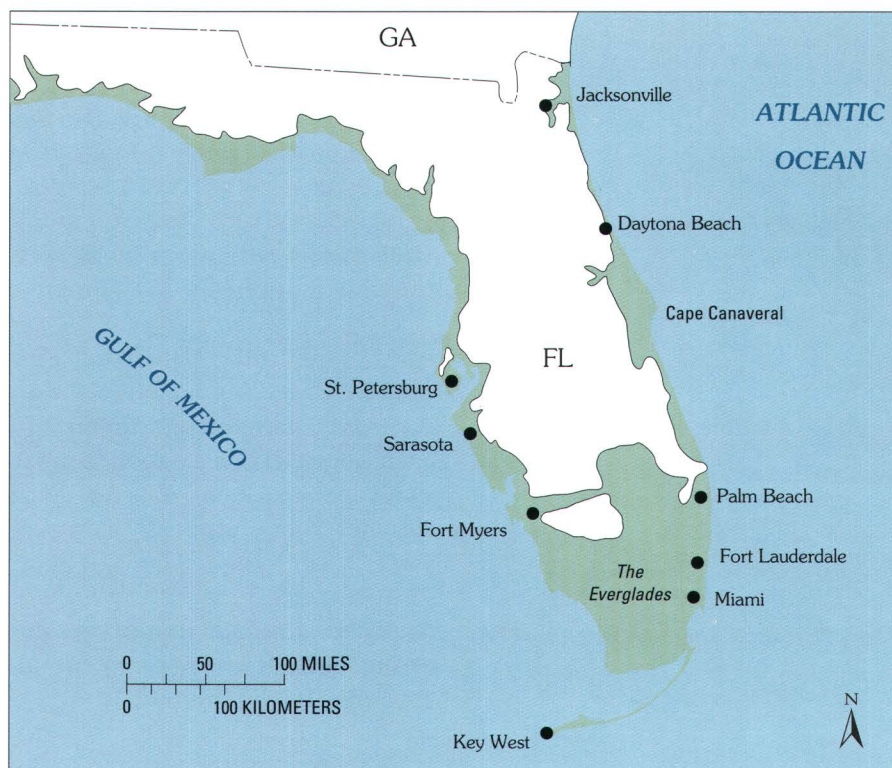 GA
Jacksonville
ATLANTIC
OCEAN
Daytona Beach
Cape Canaveral
GULF OF MEXICO
FL
St. Petersburg
Sarasota
Palm Beach
Fort Myers
Fort Lauderdale
The
Everglades
Miami
0 50 100 MILES
0 100 KILOMETERS
N
Key West